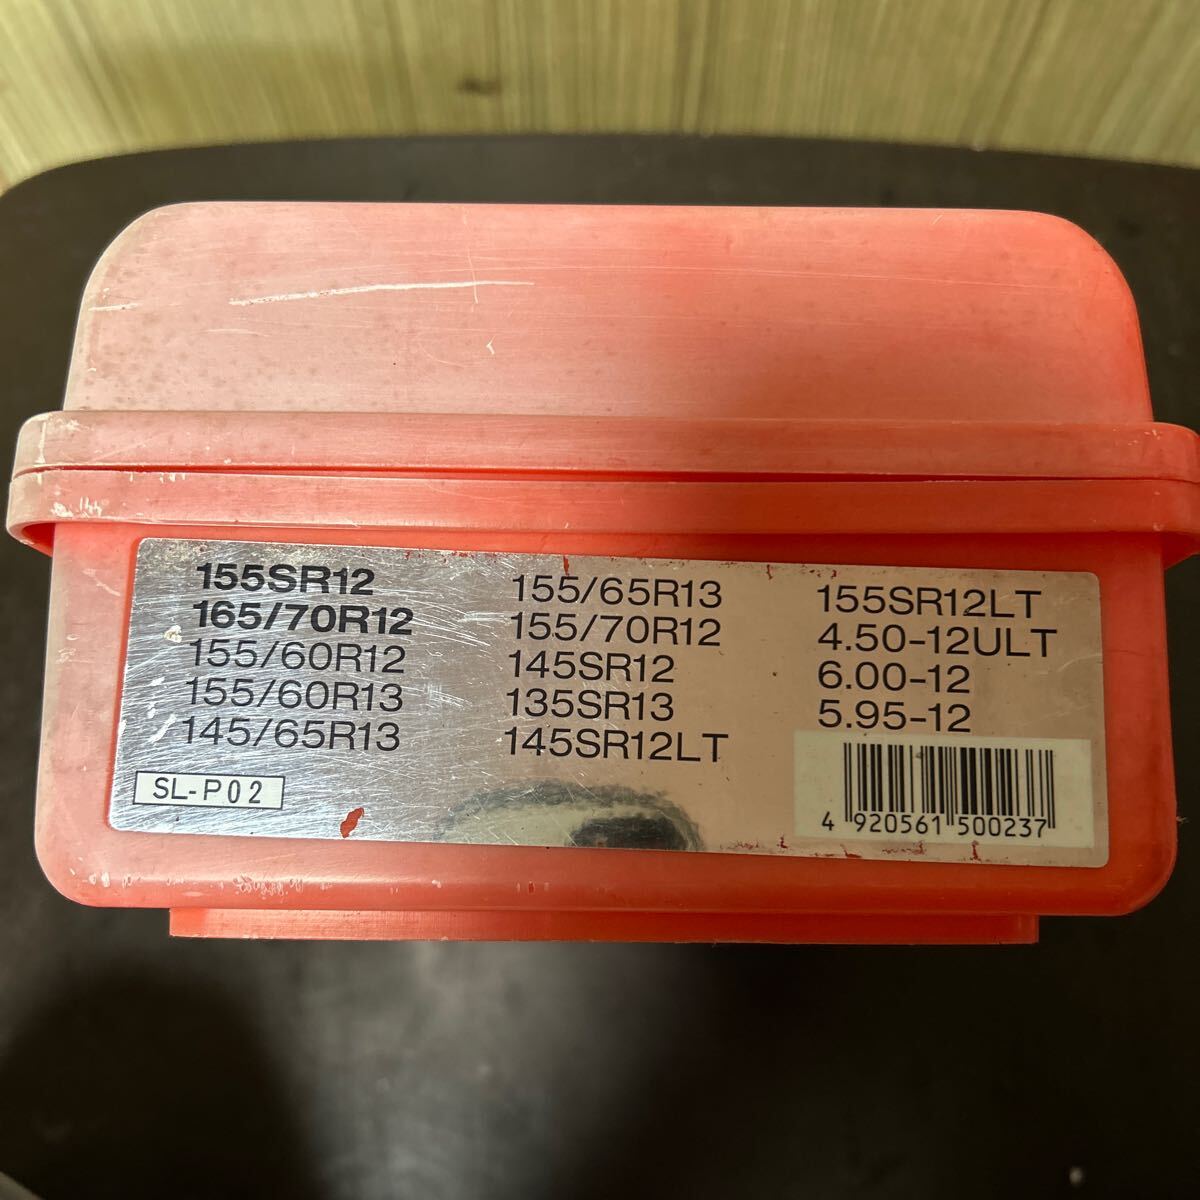 155SR12
165/70R12
155/60R12
155/60R13
145/65R13
155/65R13
155/70R12
145SR12
135SR13
145SR12LT
155SR12LT
4.50-12ULT
6.00-12
5.95-12
SL-P02
4 920561 500237